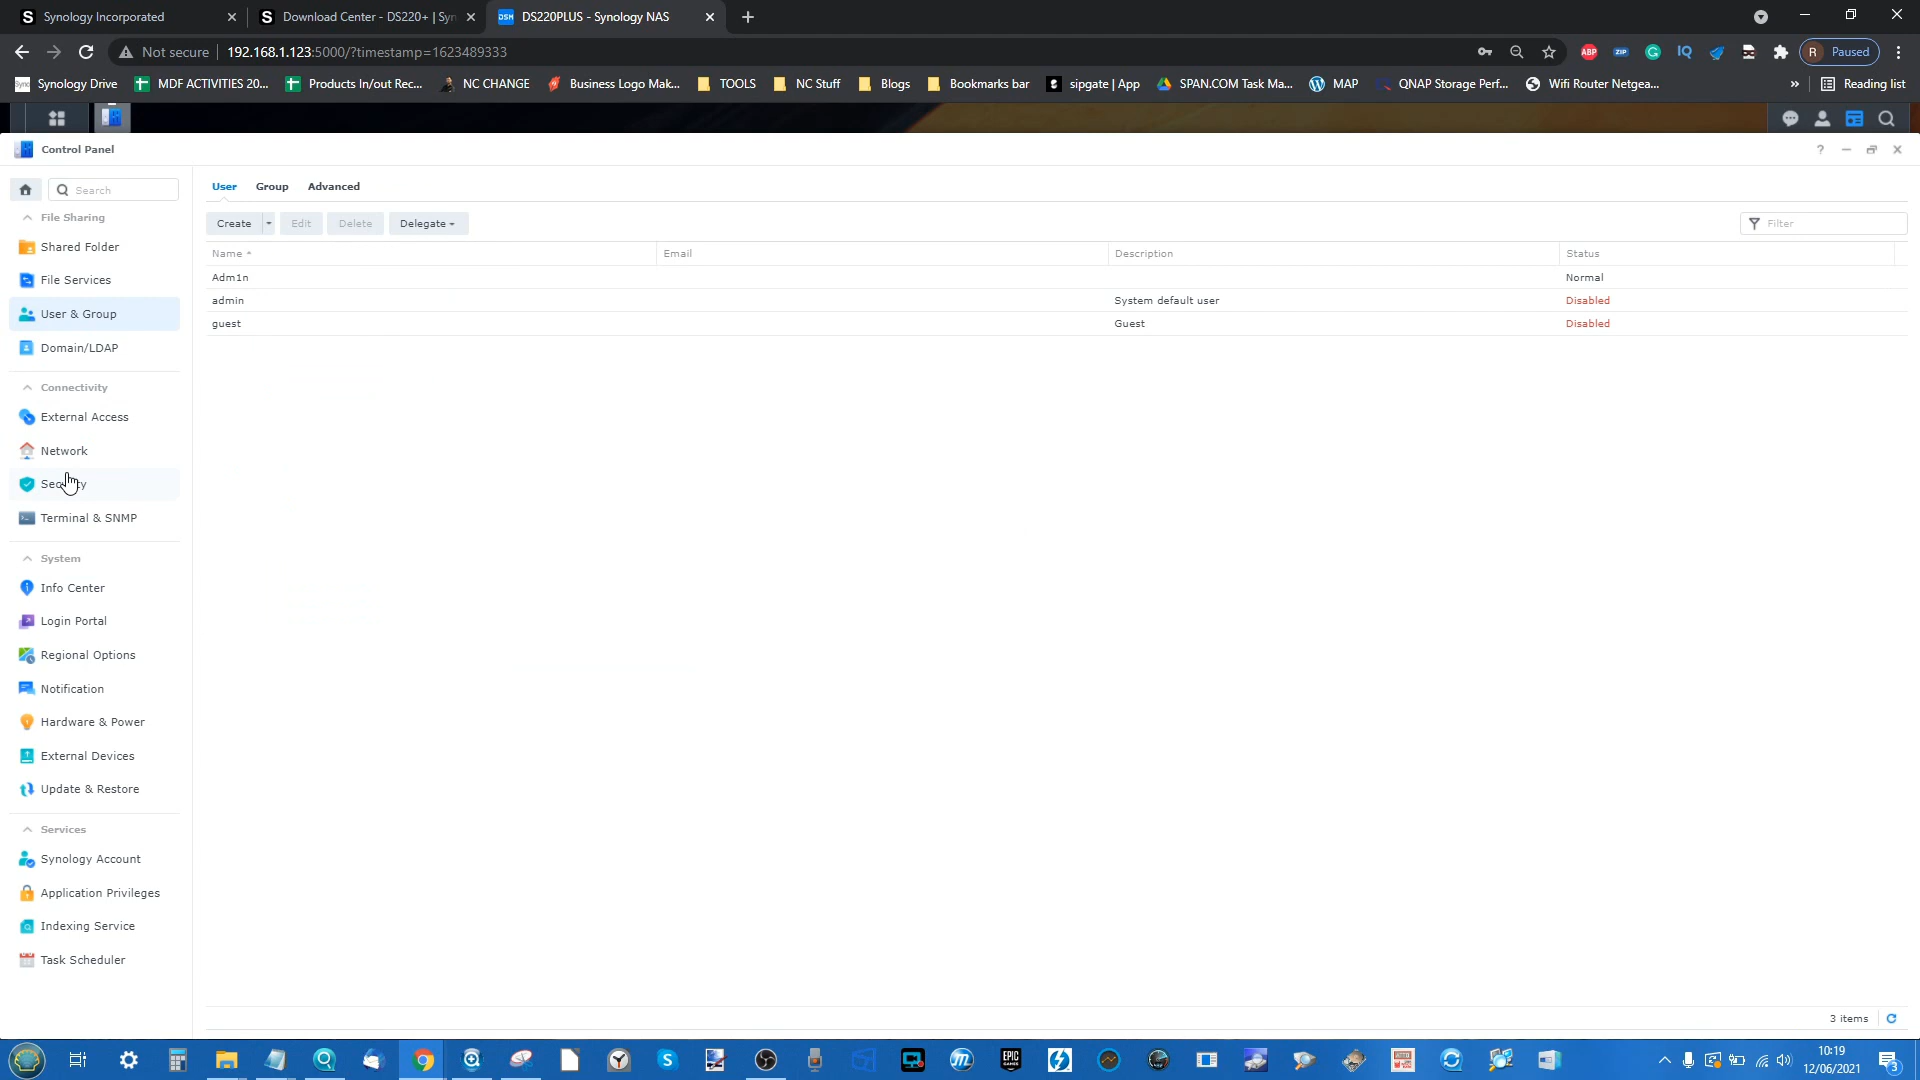 Synology Incorporated
Download Center - DS220+ | Syn
DS220PLUS - Synology NAS
Not secure
192.168.1.123:5000/?timestamp=1623489333
ABP
ZIP
IQ
R
Paused
Synology Drive
MDF ACTIVITIES 20...
Products In/out Rec...
NC CHANGE
Business Logo Mak...
TOOLS
NC Stuff
Blogs
Bookmarks bar
sipgate | App
SPAN.COM Task Ma...
MAP
QNAP Storage Perf...
Wifi Router Netgea...
»
Reading list
Control Panel
Search
User
Group
Advanced
File Sharing
Create
Edit
Delete
Delegate
Filter
Shared Folder
Name
Email
Description
Status
File Services
Adm1n
Normal
admin
System default user
Disabled
User & Group
guest
Guest
Disabled
Domain/LDAP
Connectivity
External Access
Network
Terminal & SNMP
System
Info Center
Login Portal
Regional Options
Notification
Hardware & Power
External Devices
Update & Restore
Services
Synology Account
Application Privileges
Indexing Service
Task Scheduler
3 items
EPIC GAMES
10:19
12/06/2021
3